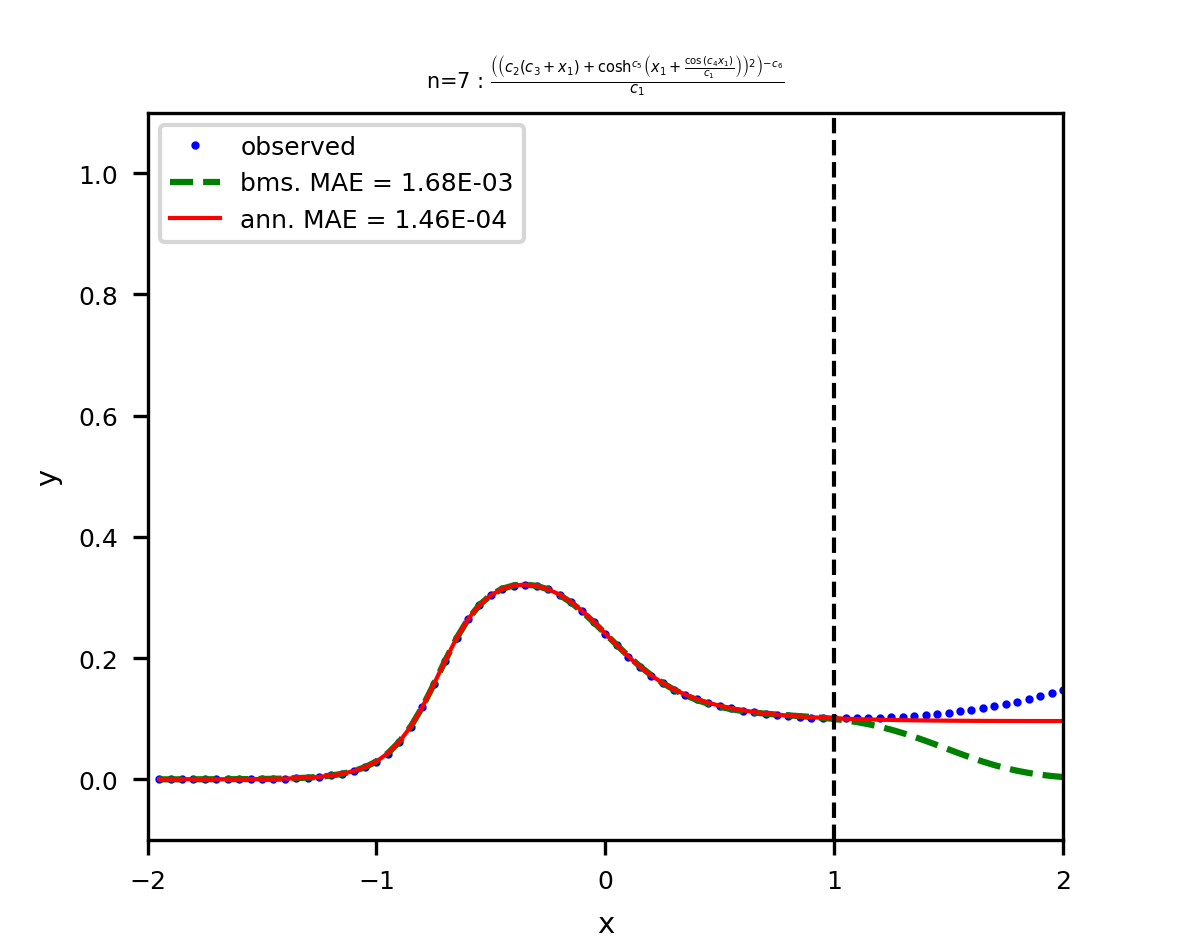 n=7 : \frac{\left(\left(c_2(c_3+x_1)+\cosh^{c_5}\left(x_1+\frac{\cos(c_4x_1)}{c_1}\right)\right)^2\right)^{-c_6}}{c_1}
observed
bms. MAE = 1.68E-03
ann. MAE = 1.46E-04
1.0
0.8
0.6
0.4
0.2
0.0
y
−2 −1 0 1 2
x